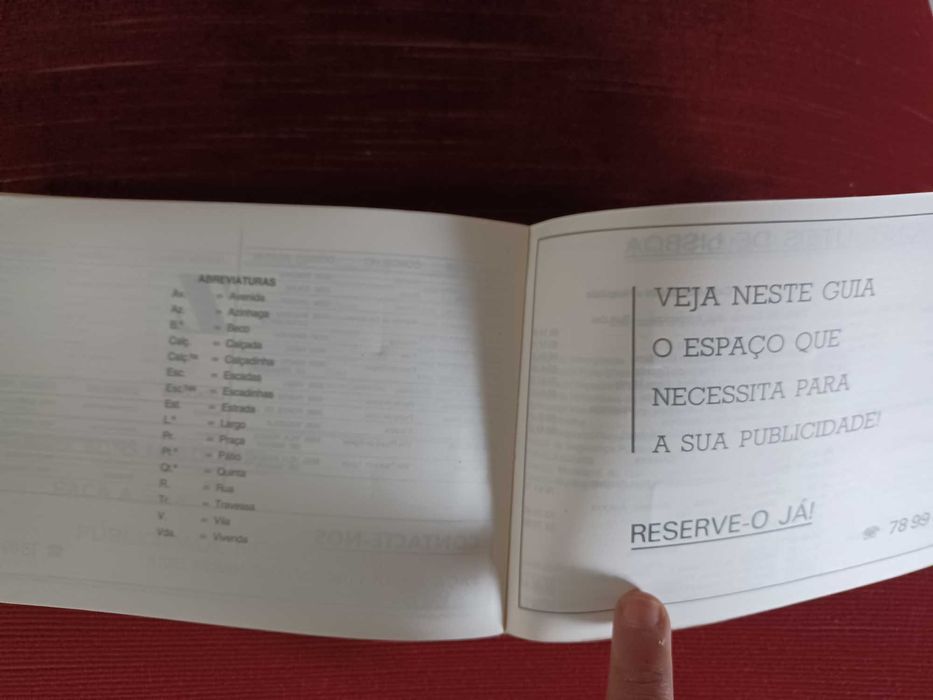 ABREVIATURAS
Av. = Avenida
Az. = Azinhaga
B.º = Beco
Calç. = Calçada
Calç.ᵗᵃ = Calçadinha
Esc. = Escadas
Esc.ⁿʰᵃˢ = Escadinhas
Est. = Estrada
L.º = Largo
Pr. = Praça
Pt.º = Pátio
Qt.ª = Quinta
R. = Rua
Tr. = Travessa
V. = Vila
Vda. = Vivenda
VEJA NESTE GUIA
O ESPAÇO QUE
NECESSITA PARA
A SUA PUBLICIDADE!
RESERVE-O JÁ!
☎ 78 99